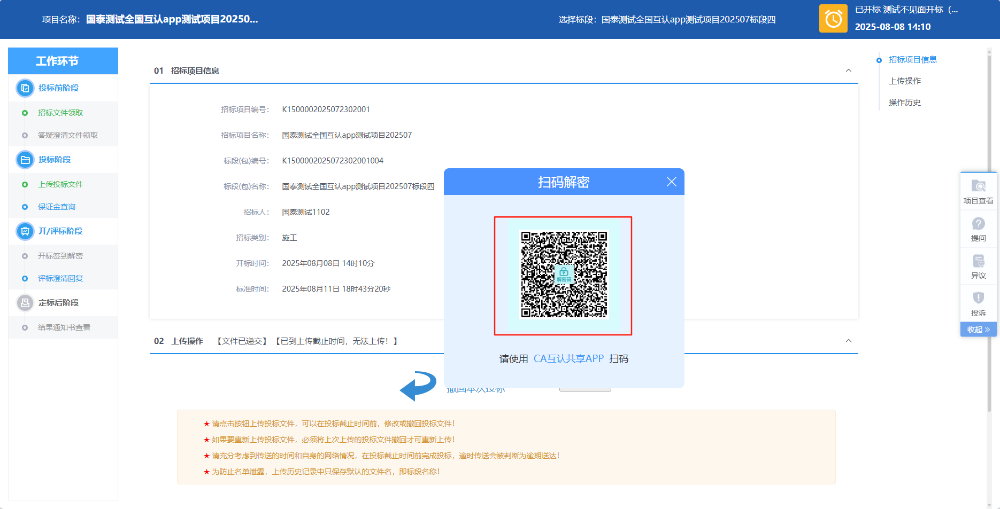 项目名称：国泰测试全国互认app测试项目20250...
选择标段：国泰测试全国互认app测试项目202507标段四
已开标 测试不见面开标（...
2025-08-08 14:10
工作环节
投标前阶段
招标文件领取
答疑澄清文件领取
投标阶段
上传投标文件
保证金查询
开/评标阶段
开标签到解密
评标澄清回复
定标后阶段
结果通知书查看
01 招标项目信息
招标项目编号： K1500002025072302001
招标项目名称： 国泰测试全国互认app测试项目202507
标段(包)编号： K1500002025072302001004
标段(包)名称： 国泰测试全国互认app测试项目202507标段四
招标人： 国泰测试1102
招标类别： 施工
开标时间： 2025年08月08日 14时10分
标准时间： 2025年08月11日 18时43分20秒
02 上传操作 【文件已递交】【已到上传截止时间，无法上传！】
撤回本次投标
★ 请点击按钮上传投标文件，可以在投标截止时间前，修改或撤回投标文件！
★ 如果要重新上传投标文件，必须将上次上传的投标文件撤回才可重新上传！
★ 请充分考虑到传送的时间和自身的网络情况，在投标截止时间前完成投标，逾时传送会被判断为逾期送达！
★ 为防止名单泄露，上传历史记录中只保存默认的文件名，即标段名称！
扫码解密
解密码
请使用 CA互认共享APP 扫码
招标项目信息
上传操作
操作历史
项目查看
提问
异议
投诉
收起 »